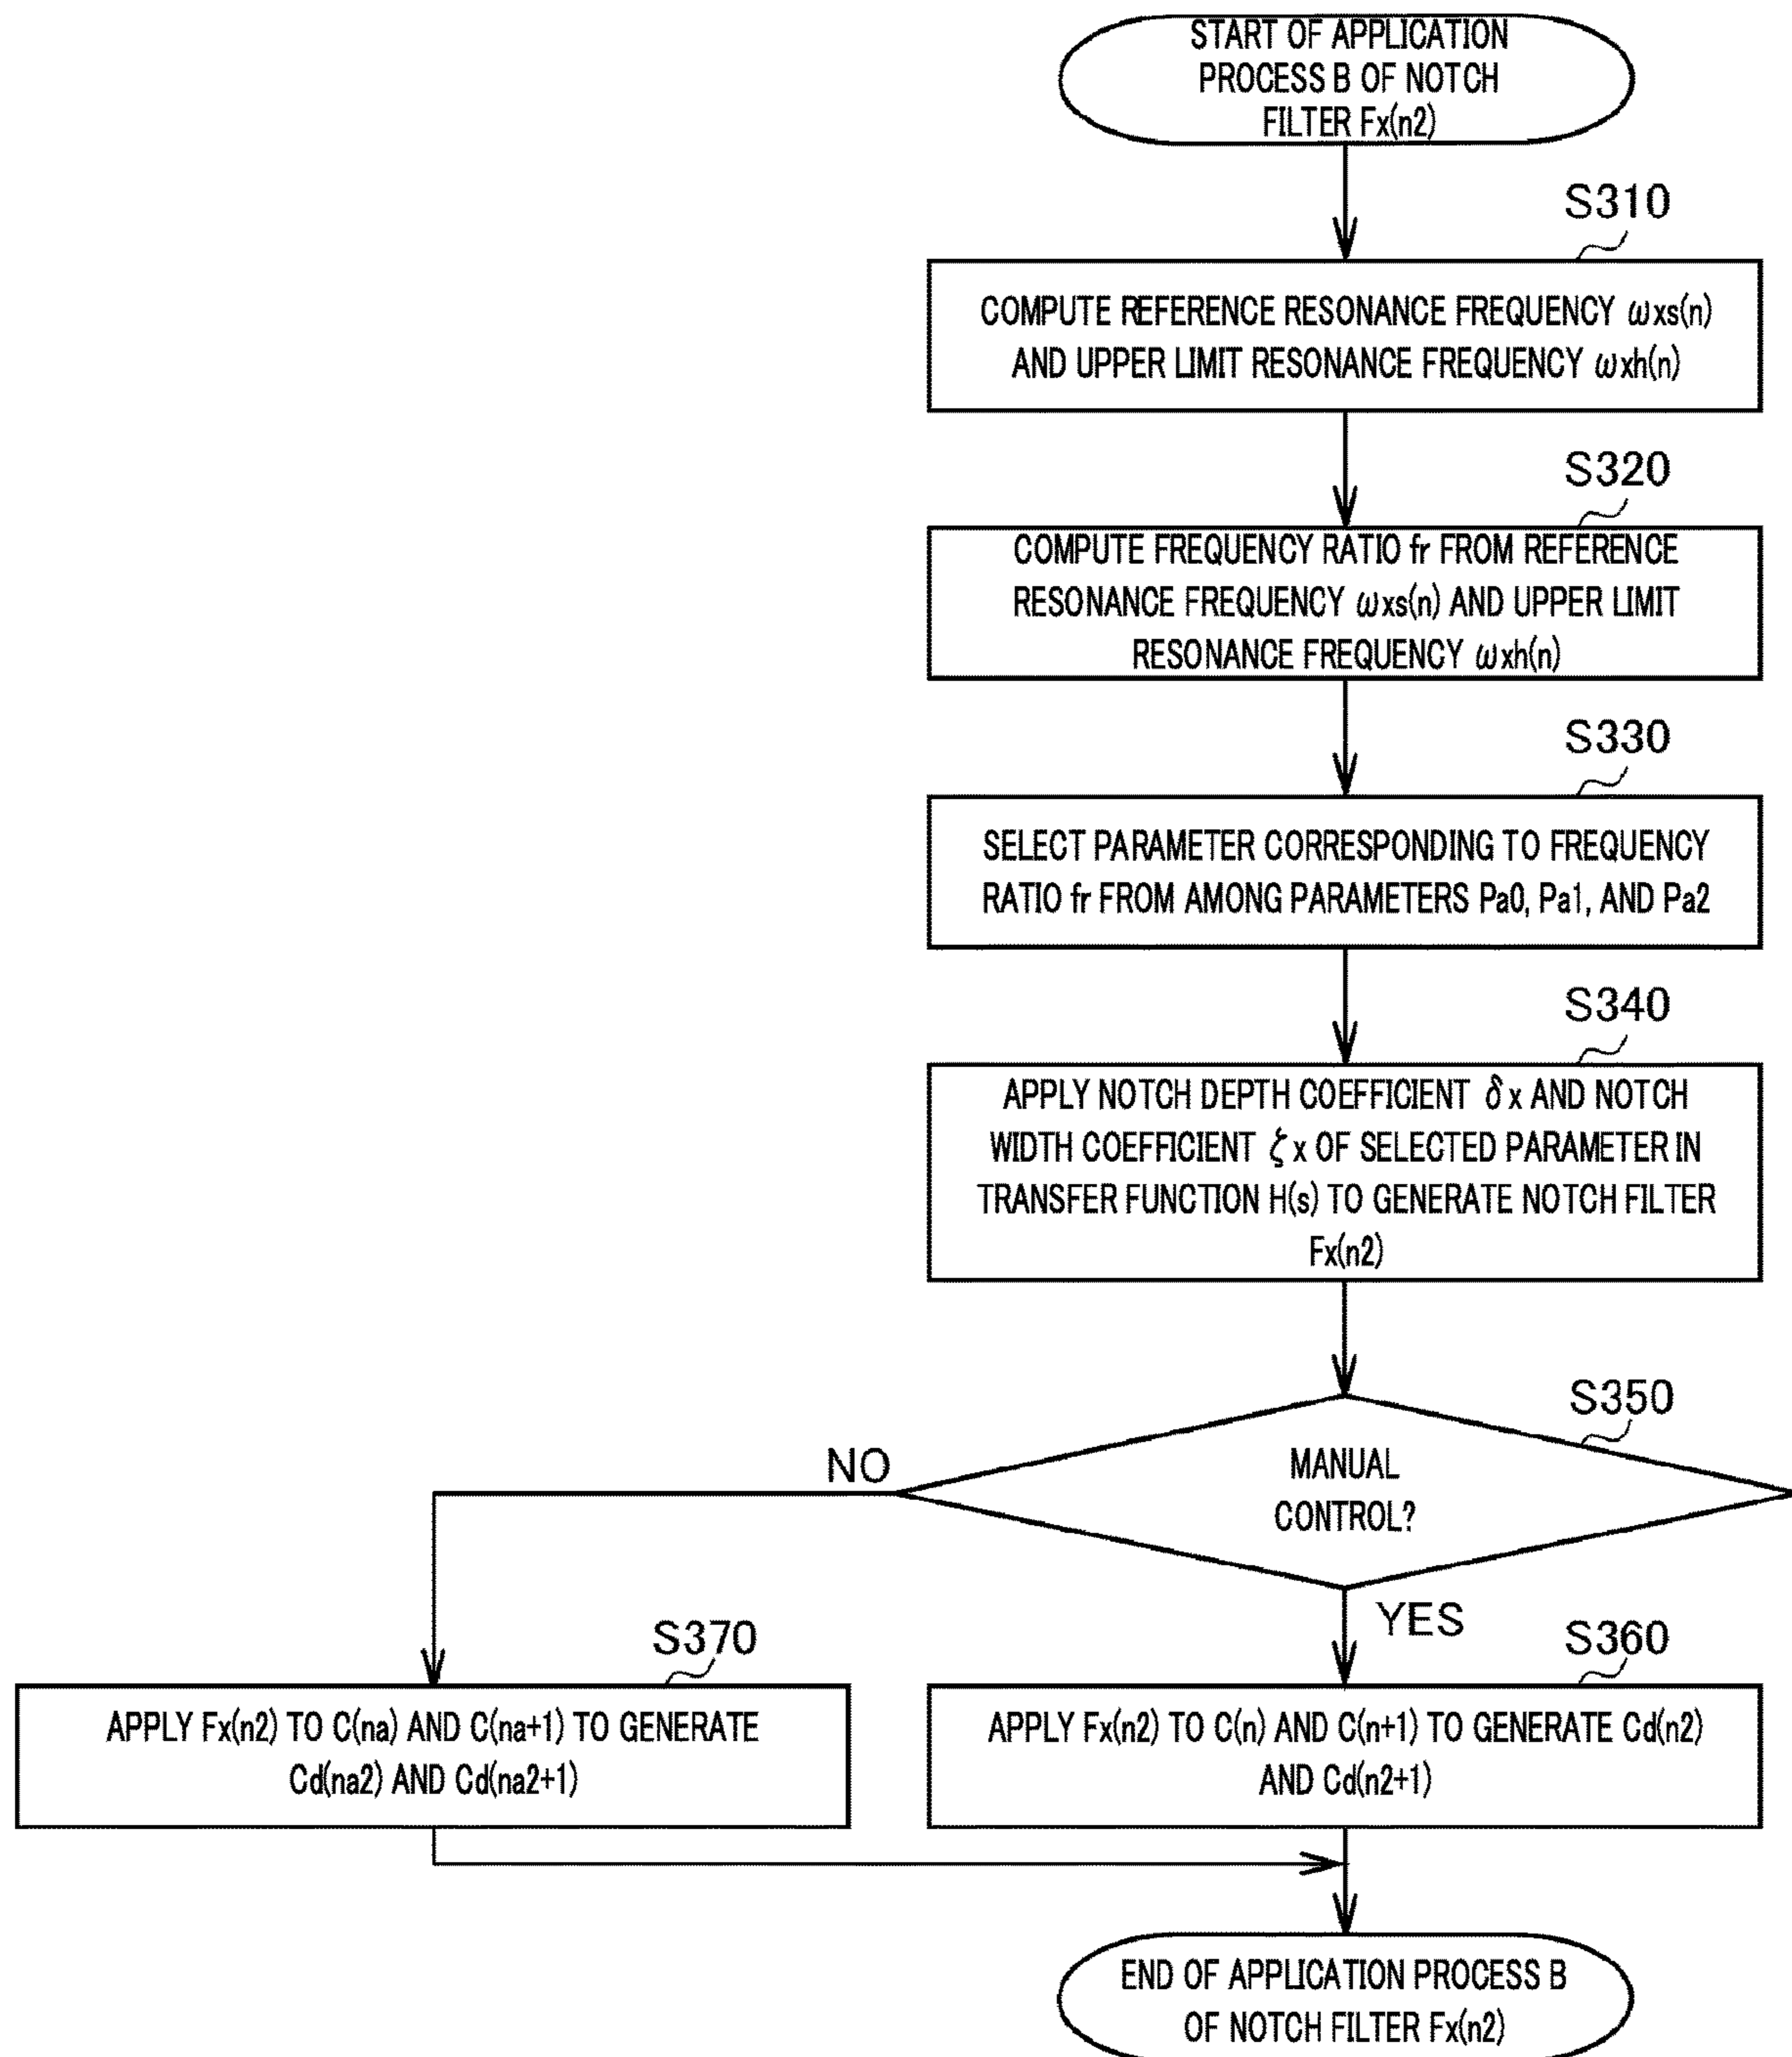 START OF APPLICATION
PROCESS B OF NOTCH
FILTER Fx(n2)
S310
COMPUTE REFERENCE RESONANCE FREQUENCY ωxs(n)
AND UPPER LIMIT RESONANCE FREQUENCY ωxh(n)
S320
COMPUTE FREQUENCY RATIO fr FROM REFERENCE
RESONANCE FREQUENCY ωxs(n) AND UPPER LIMIT
RESONANCE FREQUENCY ωxh(n)
S330
SELECT PARAMETER CORRESPONDING TO FREQUENCY
RATIO fr FROM AMONG PARAMETERS Pa0, Pa1, AND Pa2
S340
APPLY NOTCH DEPTH COEFFICIENT δx AND NOTCH
WIDTH COEFFICIENT ζx OF SELECTED PARAMETER IN
TRANSFER FUNCTION H(s) TO GENERATE NOTCH FILTER
Fx(n2)
S350
MANUAL
CONTROL?
NO
YES
S370
APPLY Fx(n2) TO C(na) AND C(na+1) TO GENERATE
Cd(na2) AND Cd(na2+1)
S360
APPLY Fx(n2) TO C(n) AND C(n+1) TO GENERATE Cd(n2)
AND Cd(n2+1)
END OF APPLICATION PROCESS B
OF NOTCH FILTER Fx(n2)